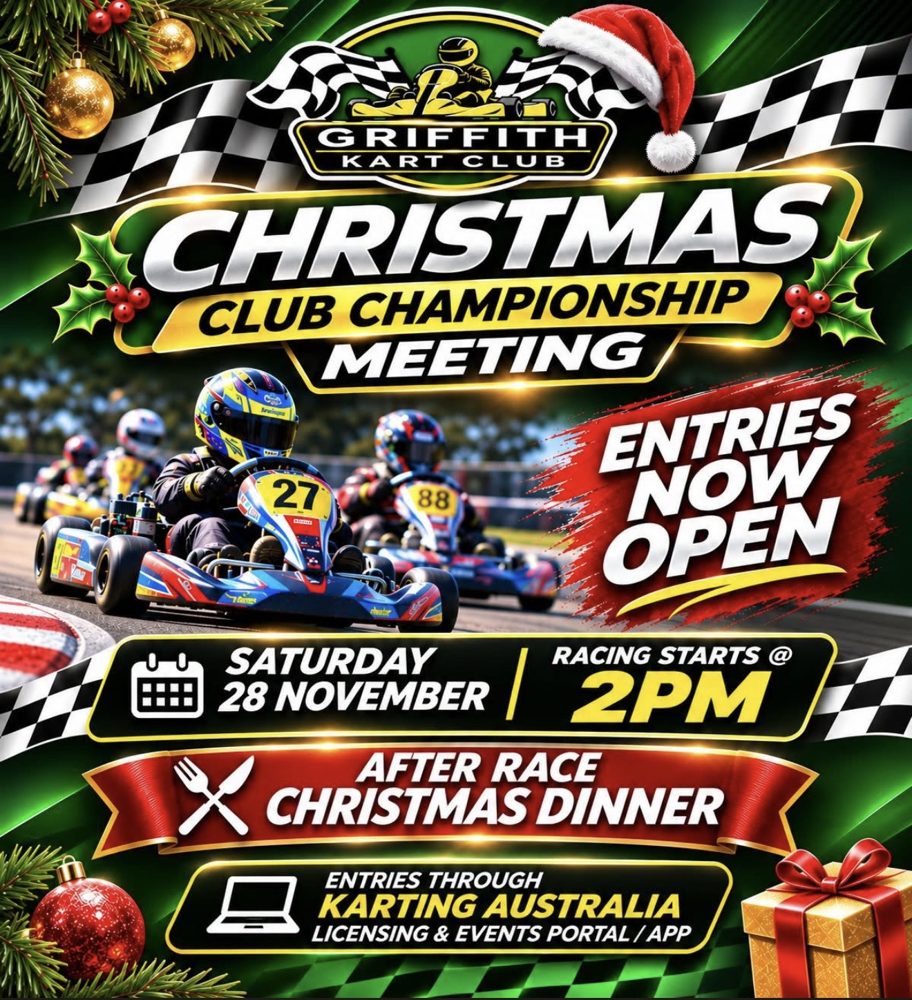 GRIFFITH
KART CLUB
CHRISTMAS
CLUB CHAMPIONSHIP
MEETING
ENTRIES
NOW
OPEN
27
88
SATURDAY
28 NOVEMBER
RACING STARTS @
2PM
AFTER RACE
CHRISTMAS DINNER
ENTRIES THROUGH
KARTING AUSTRALIA
LICENSING & EVENTS PORTAL / APP